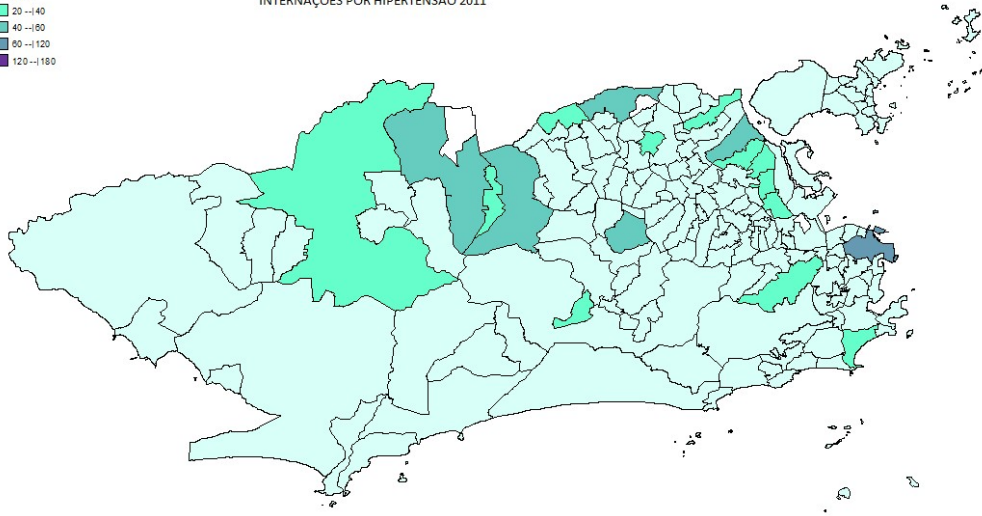 INTERNAÇÕES POR HIPERTENSÃO 2011
20 --| 40
40 --| 60
60 --| 120
120 --| 180